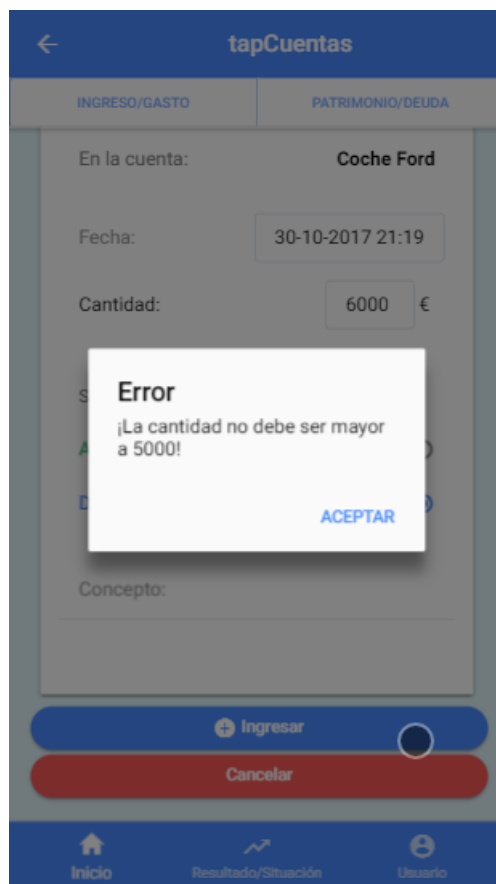 tapCuentas
INGRESO/GASTO PATRIMONIO/DEUDA
En la cuenta: Coche Ford
Fecha: 30-10-2017 21:19
Cantidad: 6000 €
Error
¡La cantidad no debe ser mayor
a 5000!
ACEPTAR
Concepto:
Ingresar
Cancelar
Inicio Resultado/Situación Usuario